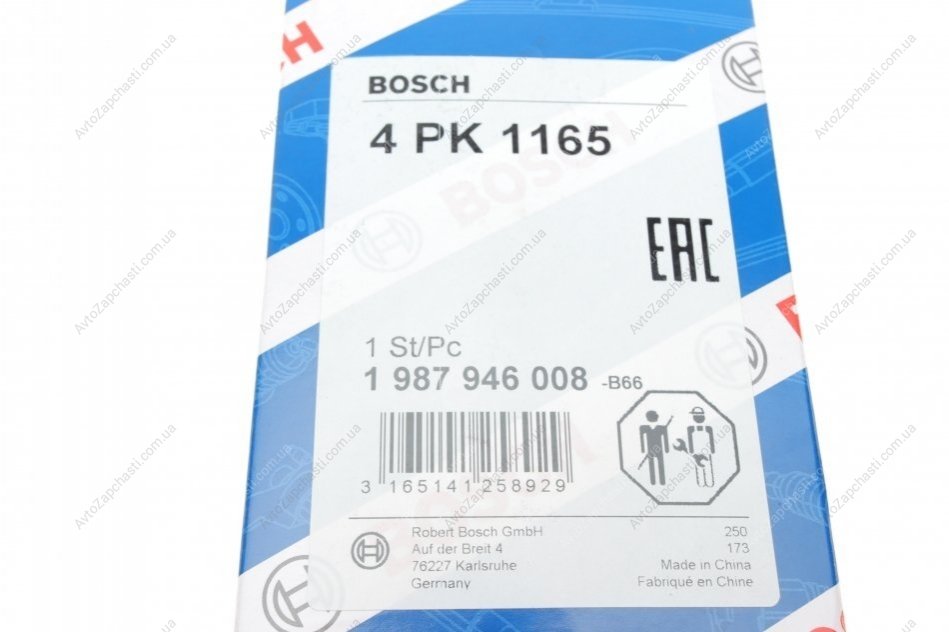 BOSCH
4 PK 1165
BOSCH
EAC
1 St/Pc
1 987 946 008 -B66
3 165141 258929
Robert Bosch GmbH
Auf der Breit 4
76227 Karlsruhe
Germany
250
173
Made in China
Fabriqué en Chine
AvtoZapchasti.com.ua